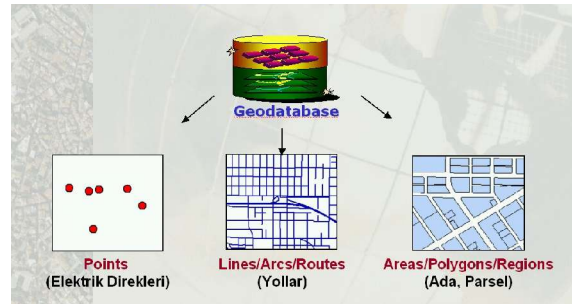 Geodatabase
Points
(Elektrik Direkleri)
Lines/Arcs/Routes
(Yollar)
Areas/Polygons/Regions
(Ada, Parsel)